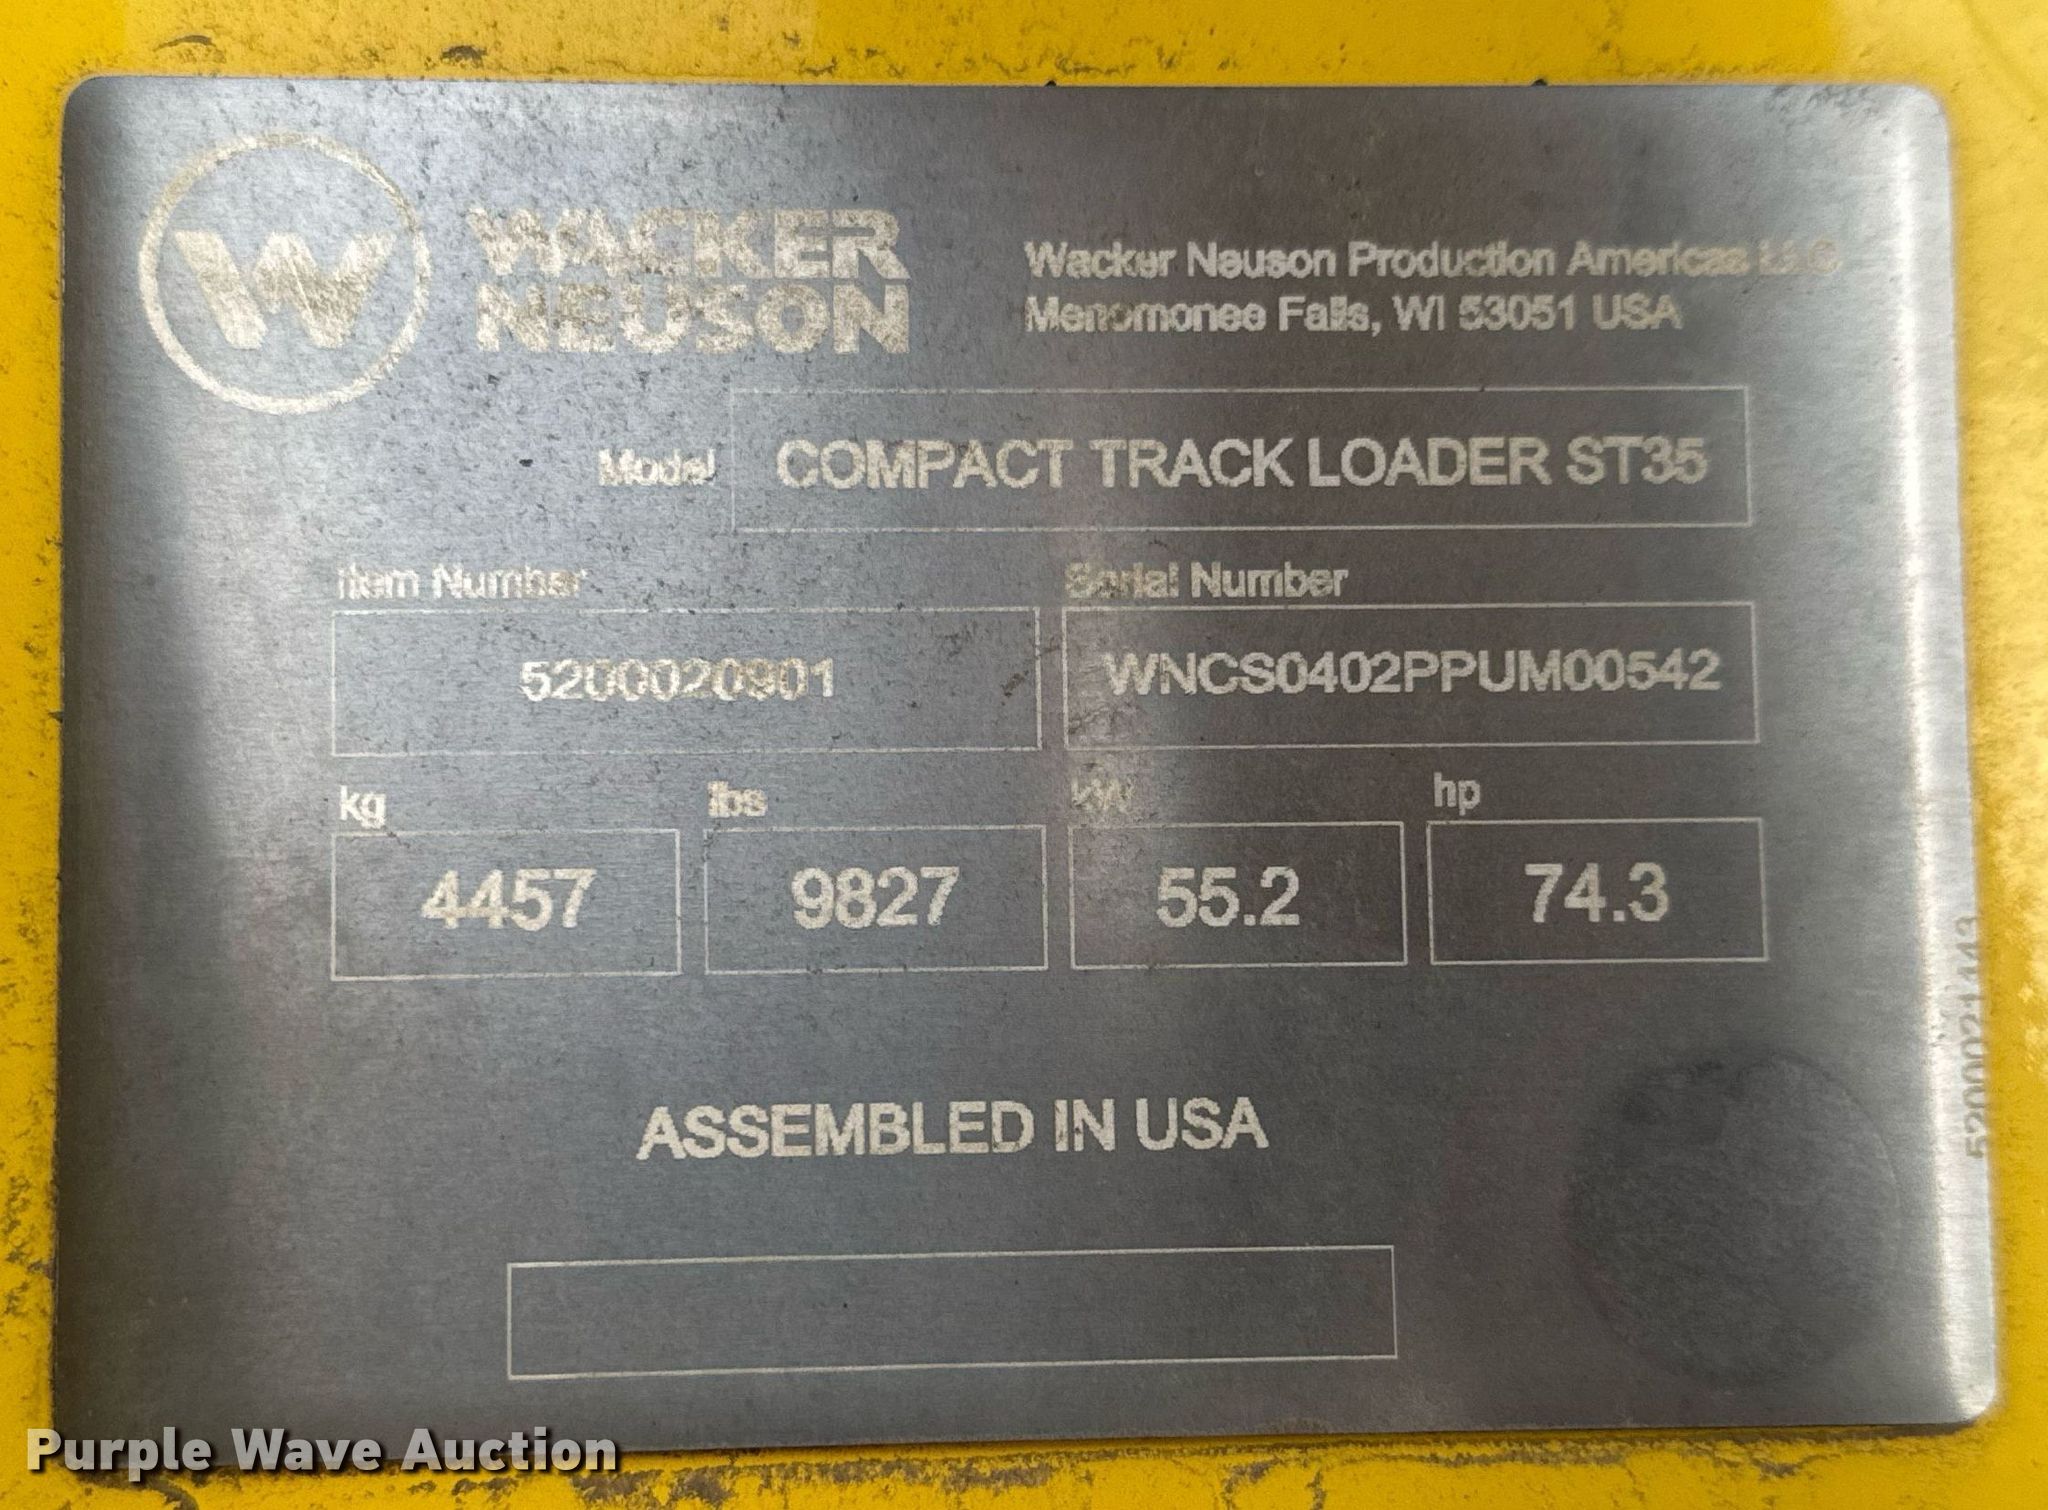 WACKER
NEUSON
Wacker Neuson Production Americas LLC
Menomonee Falls, WI 53051 USA
Model
COMPACT TRACK LOADER ST35
Item Number
Serial Number
5200020901
WNCS0402PPUM00542
kg
lbs
kW
hp
4457
9827
55.2
74.3
5200021443
ASSEMBLED IN USA
Purple Wave Auction